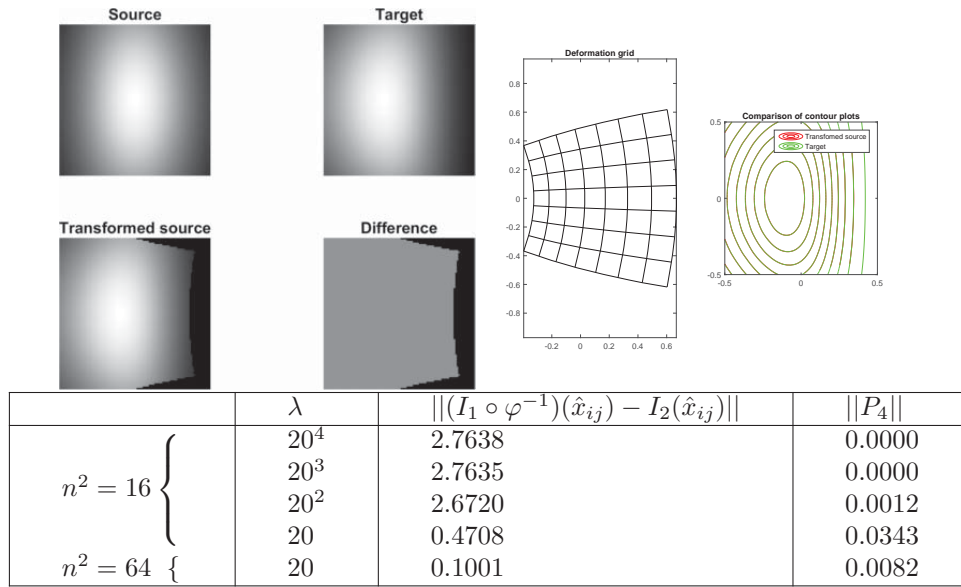 Source
Target
Deformation grid
0.8
0.6
0.4
0.2
0
-0.2
-0.4
-0.6
-0.8
-0.2 0 0.2 0.4 0.6
Comparison of contour plots
0.5
0
-0.5
-0.5 0 0.5
Transfomed source
Target
Transformed source
Difference
λ ||(I₁ ∘ φ⁻¹)(x̂ᵢⱼ) − I₂(x̂ᵢⱼ)|| ||P₄||
n² = 16 {
20⁴ 2.7638 0.0000
20³ 2.7635 0.0000
20² 2.6720 0.0012
20 0.4708 0.0343
n² = 64 { 20 0.1001 0.0082